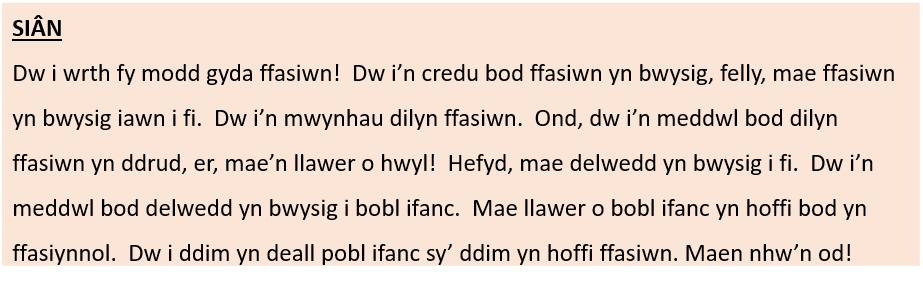 SIÂN
Dw i wrth fy modd gyda ffasiwn!  Dw i’n credu bod ffasiwn yn bwysig, felly, mae ffasiwn
yn bwysig iawn i fi.  Dw i’n mwynhau dilyn ffasiwn.  Ond, dw i’n meddwl bod dilyn
ffasiwn yn ddrud, er, mae’n llawer o hwyl!  Hefyd, mae delwedd yn bwysig i fi.  Dw i’n
meddwl bod delwedd yn bwysig i bobl ifanc.  Mae llawer o bobl ifanc yn hoffi bod yn
ffasiynnol.  Dw i ddim yn deall pobl ifanc sy’ ddim yn hoffi ffasiwn. Maen nhw’n od!